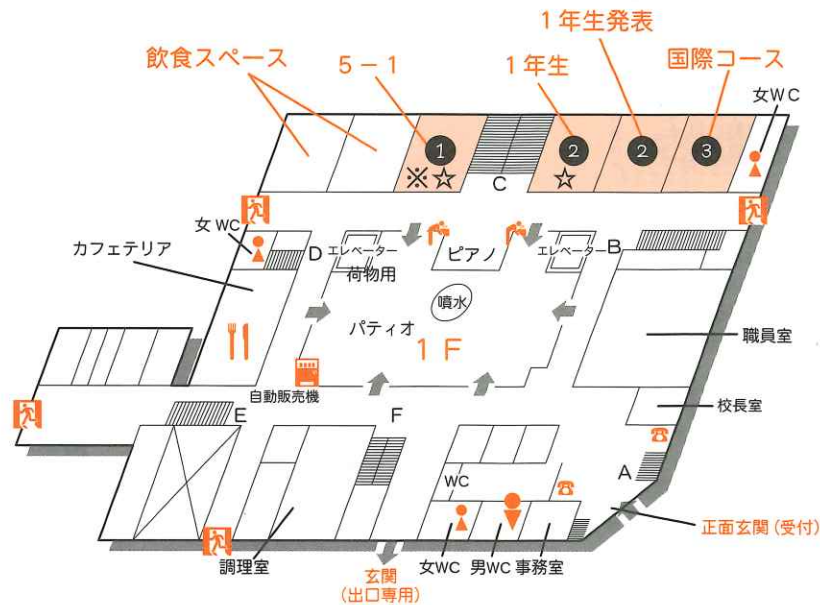 1年生発表
飲食スペース
5－1
1年生
国際コース
女WC
1
2
2
3
※☆
☆
C
女WC
D
エレベーター
荷物用
ピアノ
エレベーター
B
カフェテリア
噴水
パティオ
1F
職員室
自動販売機
校長室
E
F
A
WC
正面玄関（受付）
調理室
玄関
（出口専用）
女WC
男WC
事務室